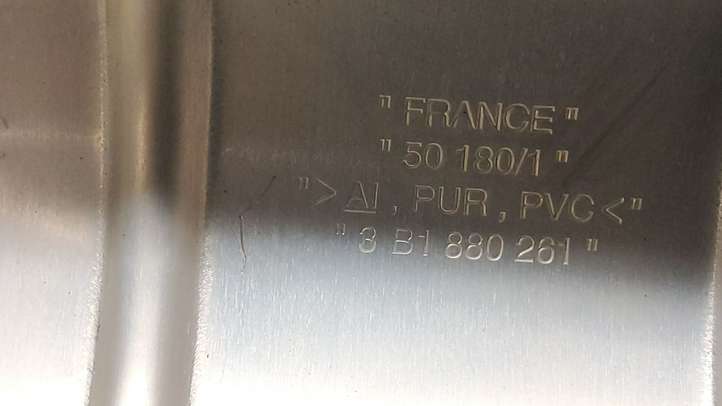 " FRANCE "
" 50 180/1 "
" >AI, PUR, PVC< "
" 3 B1 880 261 "